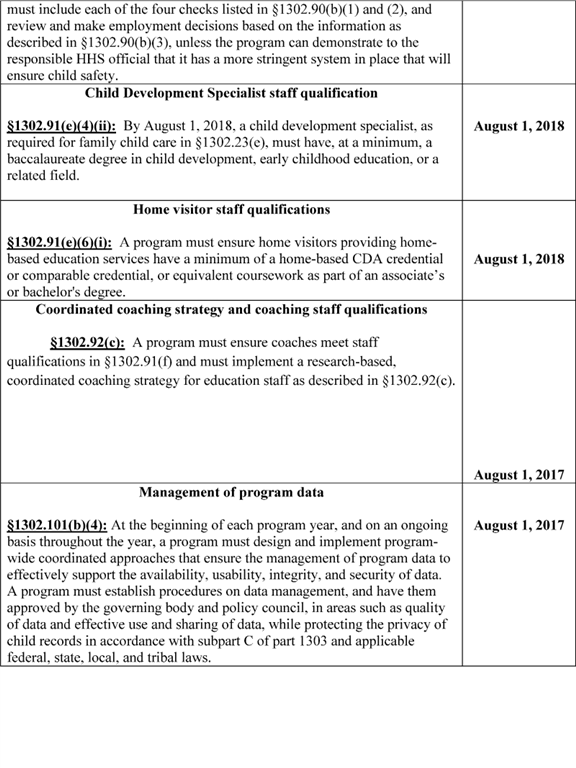 must include each of the four checks listed in §1302.90(b)(1) and (2), and
review and make employment decisions based on the information as
described in §1302.90(b)(3), unless the program can demonstrate to the
responsible HHS official that it has a more stringent system in place that will
ensure child safety.
Child Development Specialist staff qualification
§1302.91(e)(4)(ii): By August 1, 2018, a child development specialist, as
required for family child care in §1302.23(e), must have, at a minimum, a
baccalaureate degree in child development, early childhood education, or a
related field.
August 1, 2018
Home visitor staff qualifications
§1302.91(e)(6)(i): A program must ensure home visitors providing home-
based education services have a minimum of a home-based CDA credential
or comparable credential, or equivalent coursework as part of an associate’s
or bachelor's degree.
August 1, 2018
Coordinated coaching strategy and coaching staff qualifications
§1302.92(c): A program must ensure coaches meet staff
qualifications in §1302.91(f) and must implement a research-based,
coordinated coaching strategy for education staff as described in §1302.92(c).
August 1, 2017
Management of program data
§1302.101(b)(4): At the beginning of each program year, and on an ongoing
basis throughout the year, a program must design and implement program-
wide coordinated approaches that ensure the management of program data to
effectively support the availability, usability, integrity, and security of data.
A program must establish procedures on data management, and have them
approved by the governing body and policy council, in areas such as quality
of data and effective use and sharing of data, while protecting the privacy of
child records in accordance with subpart C of part 1303 and applicable
federal, state, local, and tribal laws.
August 1, 2017